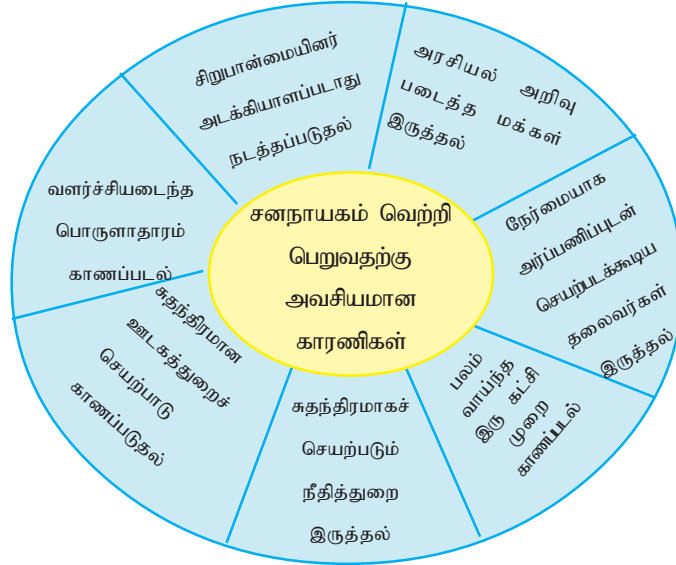 சனநாயகம் வெற்றி
பெறுவதற்கு
அவசியமான
காரணிகள்
சிறுபான்மையினர்
அடக்கியாளப்படாது
நடத்தப்படுதல்
அரசியல் அறிவு
படைத்த மக்கள்
இருத்தல்
நேர்மையாக
அர்ப்பணிப்புடன்
செயற்படக்கூடிய
தலைவர்கள்
இருத்தல்
பலம்
வாய்ந்த
இரு கட்சி
முறை
காணப்படல்
சுதந்திரமாகச்
செயற்படும்
நீதித்துறை
இருத்தல்
சுதந்திரமான
ஊடகத்துறைச்
செயற்பாடு
காணப்படுதல்
வளர்ச்சியடைந்த
பொருளாதாரம்
காணப்படல்